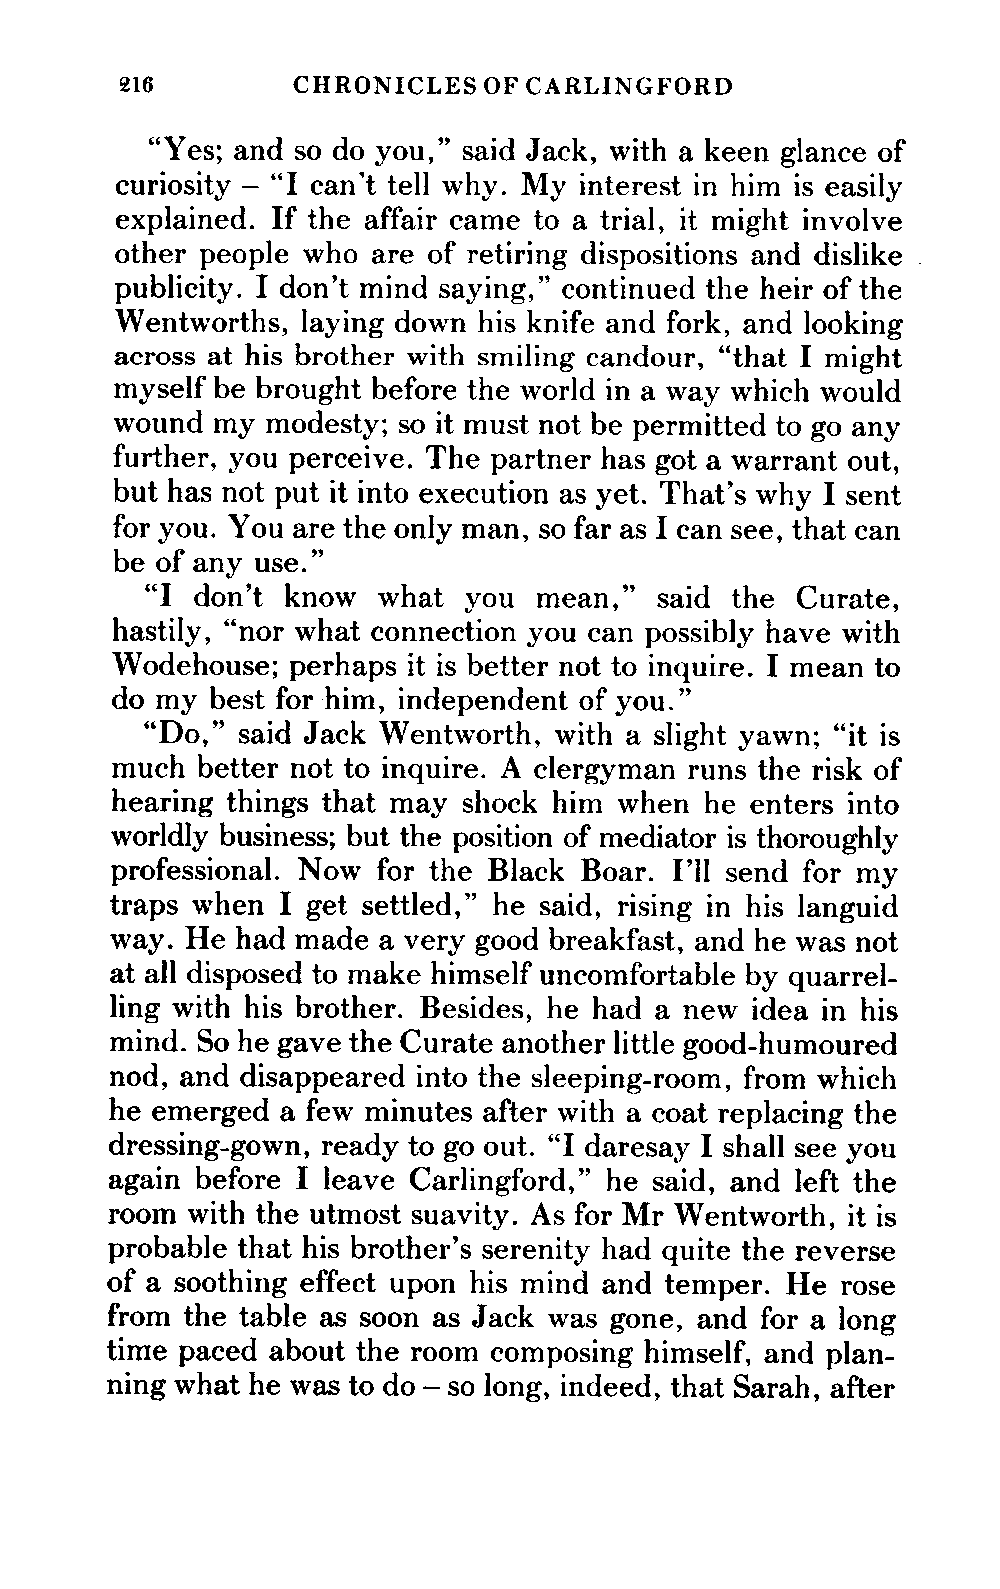 216 CHRONICLES OF CARLINGFORD
“Yes; and so do you,” said Jack, with a keen glance of
curiosity – “I can’t tell why. My interest in him is easily
explained. If the affair came to a trial, it might involve
other people who are of retiring dispositions and dislike
publicity. I don’t mind saying,” continued the heir of the
Wentworths, laying down his knife and fork, and looking
across at his brother with smiling candour, “that I might
myself be brought before the world in a way which would
wound my modesty; so it must not be permitted to go any
further, you perceive. The partner has got a warrant out,
but has not put it into execution as yet. That’s why I sent
for you. You are the only man, so far as I can see, that can
be of any use.”
“I don’t know what you mean,” said the Curate,
hastily, “nor what connection you can possibly have with
Wodehouse; perhaps it is better not to inquire. I mean to
do my best for him, independent of you.”
“Do,” said Jack Wentworth, with a slight yawn; “it is
much better not to inquire. A clergyman runs the risk of
hearing things that may shock him when he enters into
worldly business; but the position of mediator is thoroughly
professional. Now for the Black Boar. I’ll send for my
traps when I get settled,” he said, rising in his languid
way. He had made a very good breakfast, and he was not
at all disposed to make himself uncomfortable by quarrel-
ling with his brother. Besides, he had a new idea in his
mind. So he gave the Curate another little good-humoured
nod, and disappeared into the sleeping-room, from which
he emerged a few minutes after with a coat replacing the
dressing-gown, ready to go out. “I daresay I shall see you
again before I leave Carlingford,” he said, and left the
room with the utmost suavity. As for Mr Wentworth, it is
probable that his brother’s serenity had quite the reverse
of a soothing effect upon his mind and temper. He rose
from the table as soon as Jack was gone, and for a long
time paced about the room composing himself, and plan-
ning what he was to do – so long, indeed, that Sarah, after